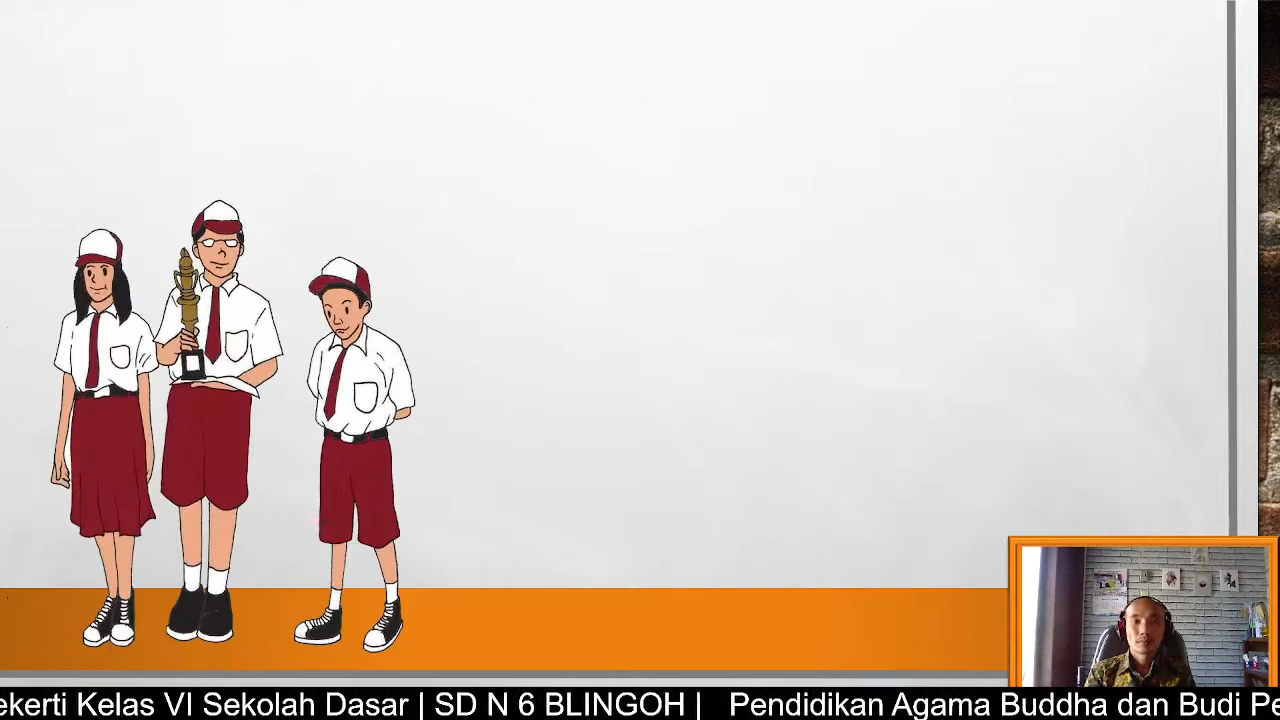 ekerti Kelas VI Sekolah Dasar | SD N 6 BLINGOH | Pendidikan Agama Buddha dan Budi Pe